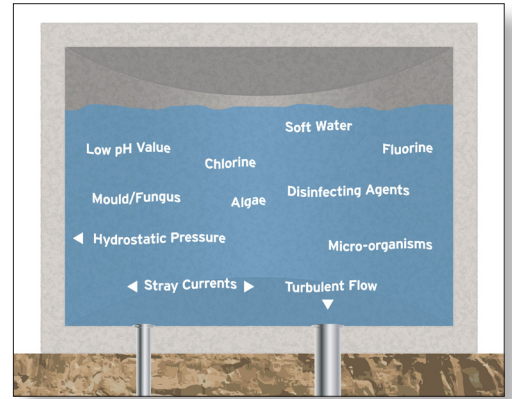 Soft Water
Low pH Value
Fluorine
Chlorine
Mould/Fungus
Disinfecting Agents
Algae
Hydrostatic Pressure
Micro-organisms
Stray Currents
Turbulent Flow